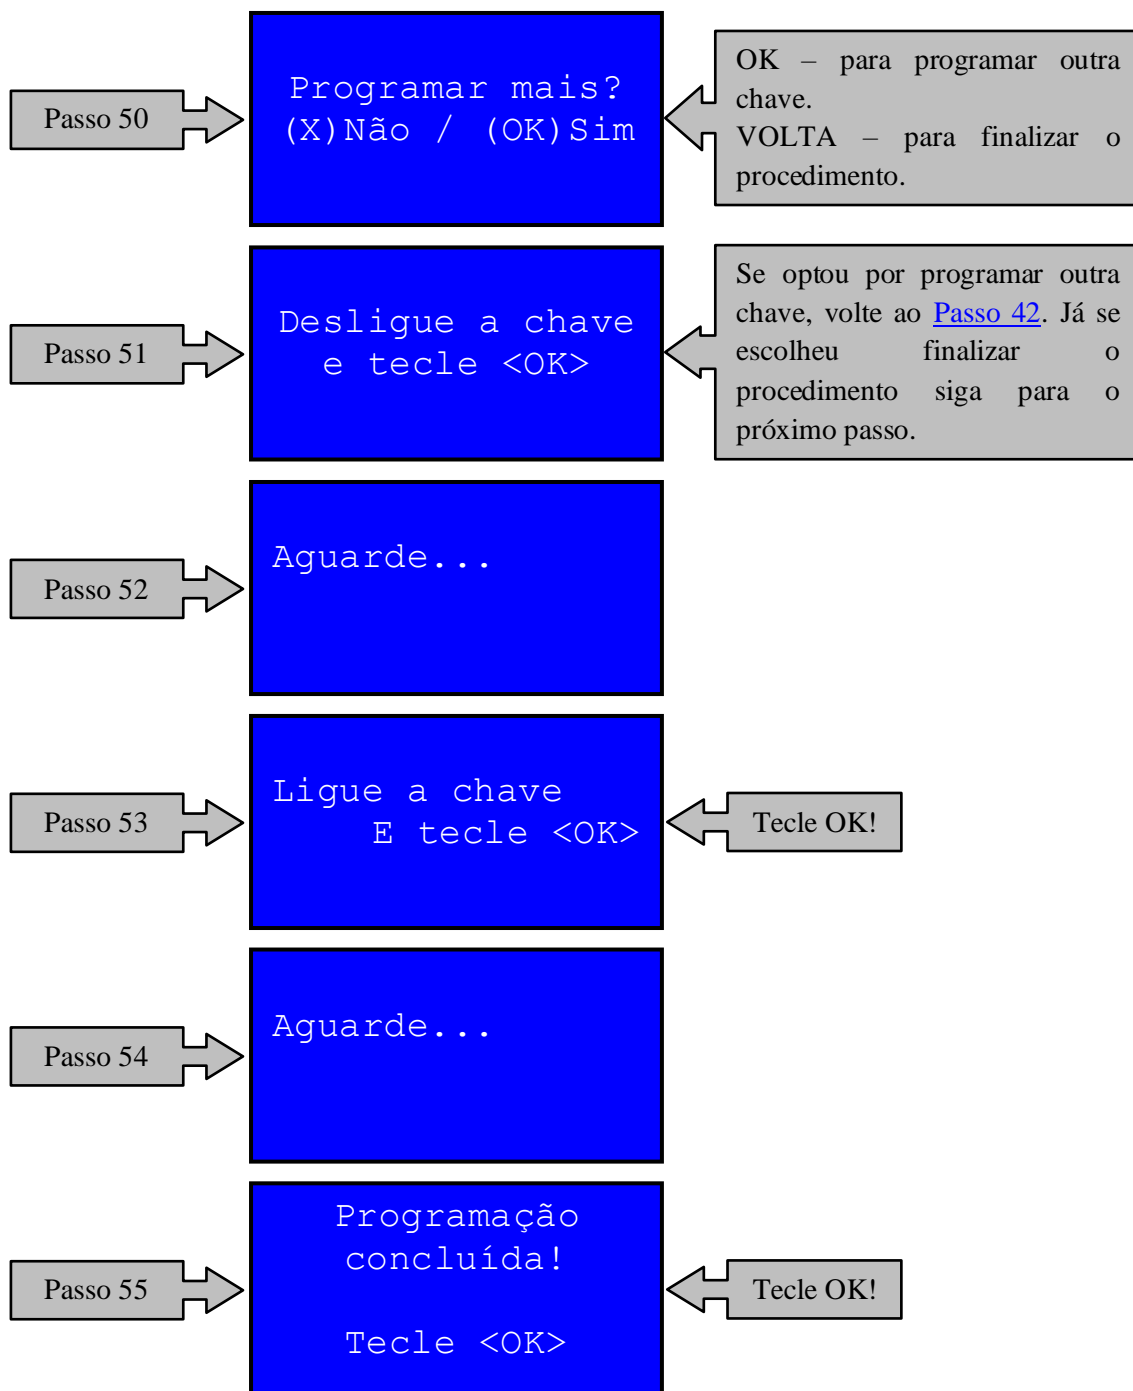 Passo 50
Programar mais?
(X)Não / (OK)Sim
OK – para programar outra
chave.
VOLTA – para finalizar o
procedimento.
Passo 51
Desligue a chave
e tecle <OK>
Se optou por programar outra
chave, volte ao Passo 42. Já se
escolheu finalizar o
procedimento siga para o
próximo passo.
Passo 52
Aguarde...
Passo 53
Ligue a chave
E tecle <OK>
Tecle OK!
Passo 54
Aguarde...
Passo 55
Programação
concluída!
Tecle <OK>
Tecle OK!